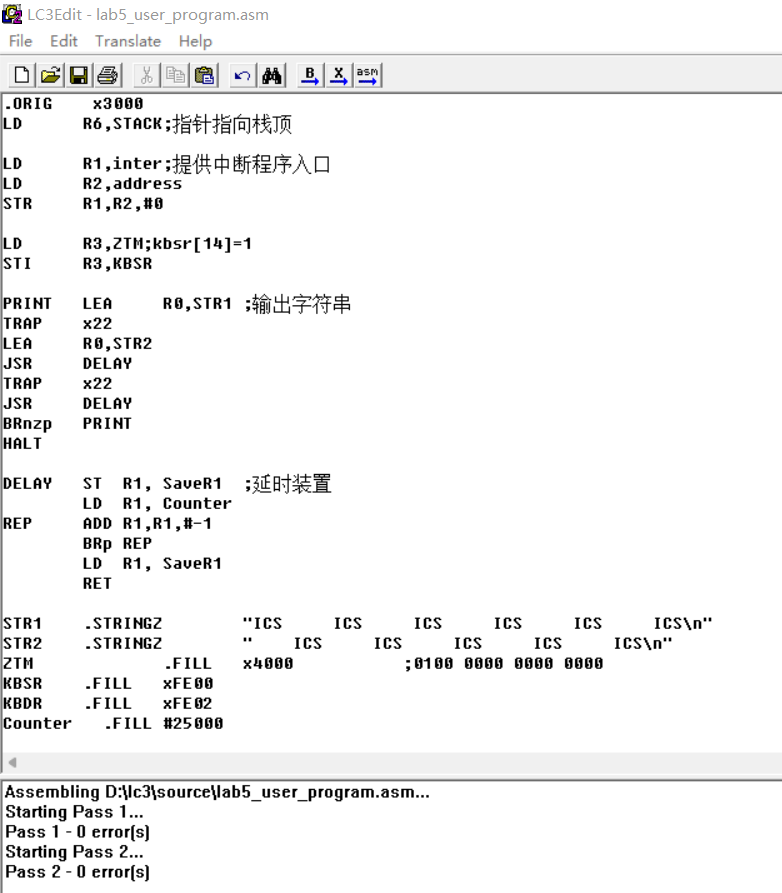 LC3Edit - lab5_user_program.asm
File Edit Translate Help
B X asm
.ORIG x3000
LD R6,STACK;指针指向栈顶
LD R1,inter;提供中断程序入口
LD R2,address
STR R1,R2,#0
LD R3,ZTM;kbsr[14]=1
STI R3,KBSR
PRINT LEA R0,STR1 ;输出字符串
TRAP x22
LEA R0,STR2
JSR DELAY
TRAP x22
JSR DELAY
BRnzp PRINT
HALT
DELAY ST R1, SaveR1 ;延时装置
LD R1, Counter
REP ADD R1,R1,#-1
BRp REP
LD R1, SaveR1
RET
STR1 .STRINGZ "ICS ICS ICS ICS ICS ICS\n"
STR2 .STRINGZ " ICS ICS ICS ICS ICS\n"
ZTM .FILL x4000 ;0100 0000 0000 0000
KBSR .FILL xFE00
KBDR .FILL xFE02
Counter .FILL #25000
Assembling D:\lc3\source\lab5_user_program.asm...
Starting Pass 1...
Pass 1 - 0 error(s)
Starting Pass 2...
Pass 2 - 0 error(s)